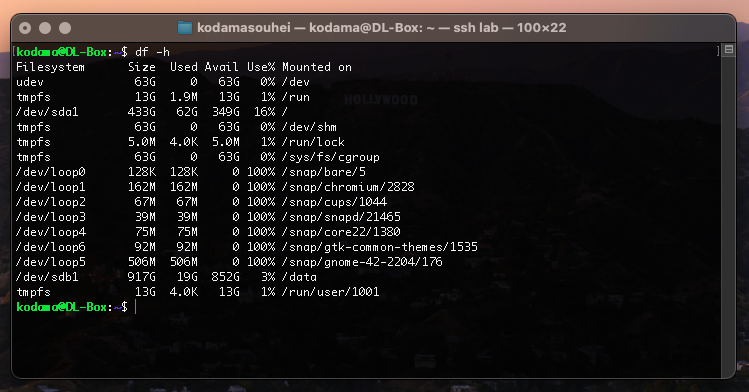 kodamasouhei — kodama@DL-Box: ~ — ssh lab — 100×22
[kodama@DL-Box:~$ df -h ]
Filesystem Size Used Avail Use% Mounted on
udev 63G 0 63G 0% /dev
tmpfs 13G 1.9M 13G 1% /run
/dev/sda1 433G 62G 349G 16% /
tmpfs 63G 0 63G 0% /dev/shm
tmpfs 5.0M 4.0K 5.0M 1% /run/lock
tmpfs 63G 0 63G 0% /sys/fs/cgroup
/dev/loop0 128K 128K 0 100% /snap/bare/5
/dev/loop1 162M 162M 0 100% /snap/chromium/2828
/dev/loop2 67M 67M 0 100% /snap/cups/1044
/dev/loop3 39M 39M 0 100% /snap/snapd/21465
/dev/loop4 75M 75M 0 100% /snap/core22/1380
/dev/loop6 92M 92M 0 100% /snap/gtk-common-themes/1535
/dev/loop5 506M 506M 0 100% /snap/gnome-42-2204/176
/dev/sdb1 917G 19G 852G 3% /data
tmpfs 13G 4.0K 13G 1% /run/user/1001
kodama@DL-Box:~$
HOLLYWOOD